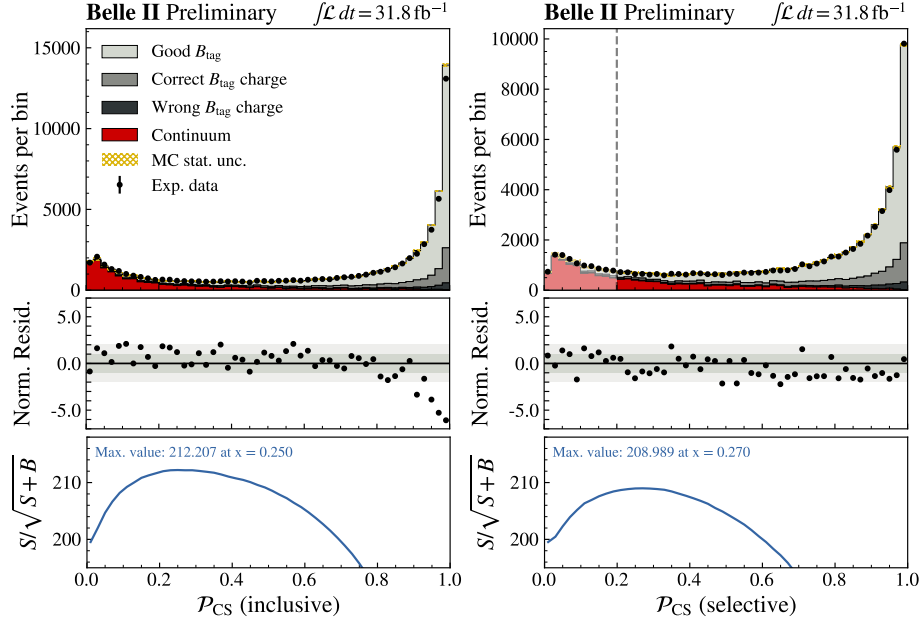 Belle II Preliminary ∫ℒ dt = 31.8 fb⁻¹
15000
10000
5000
0
Events per bin
Good B_tag
Correct B_tag charge
Wrong B_tag charge
Continuum
MC stat. unc.
Exp. data
5.0
0.0
-5.0
Norm. Resid.
Max. value: 212.207 at x = 0.250
210
200
S/√S + B
0.0 0.2 0.4 0.6 0.8 1.0
𝒫_CS (inclusive)
Belle II Preliminary ∫ℒ dt = 31.8 fb⁻¹
10000
8000
6000
4000
2000
0
Events per bin
5.0
0.0
-5.0
Norm. Resid.
Max. value: 208.989 at x = 0.270
210
200
S/√S + B
0.0 0.2 0.4 0.6 0.8 1.0
𝒫_CS (selective)